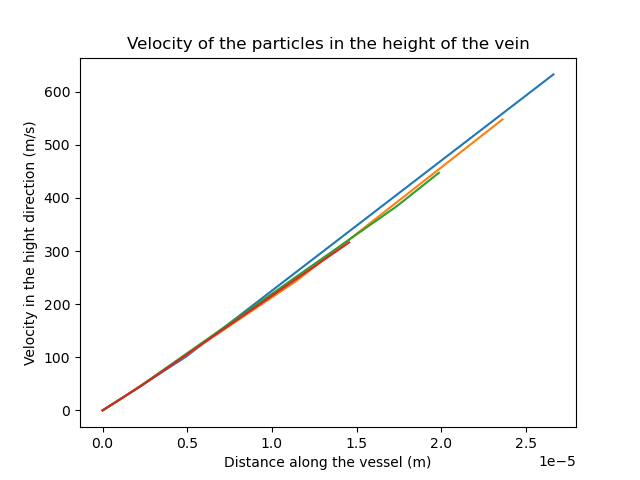 Velocity of the particles in the height of the vein
Velocity in the hight direction (m/s)
600
500
400
300
200
100
0
0.0 0.5 1.0 1.5 2.0 2.5
1e−5
Distance along the vessel (m)